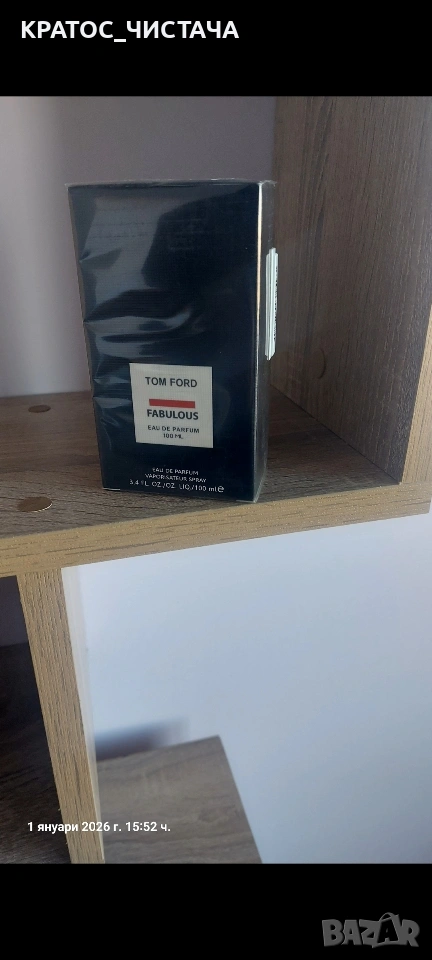 КРАТОС_ЧИСТАЧА
TOM FORD
FABULOUS
EAU DE PARFUM
100 ML
EAU DE PARFUM
VAPORISATEUR SPRAY
3.4 FL. OZ./OZ. LIQ./100 ml ℮
1 януари 2026 г. 15:52 ч.
BAZAR